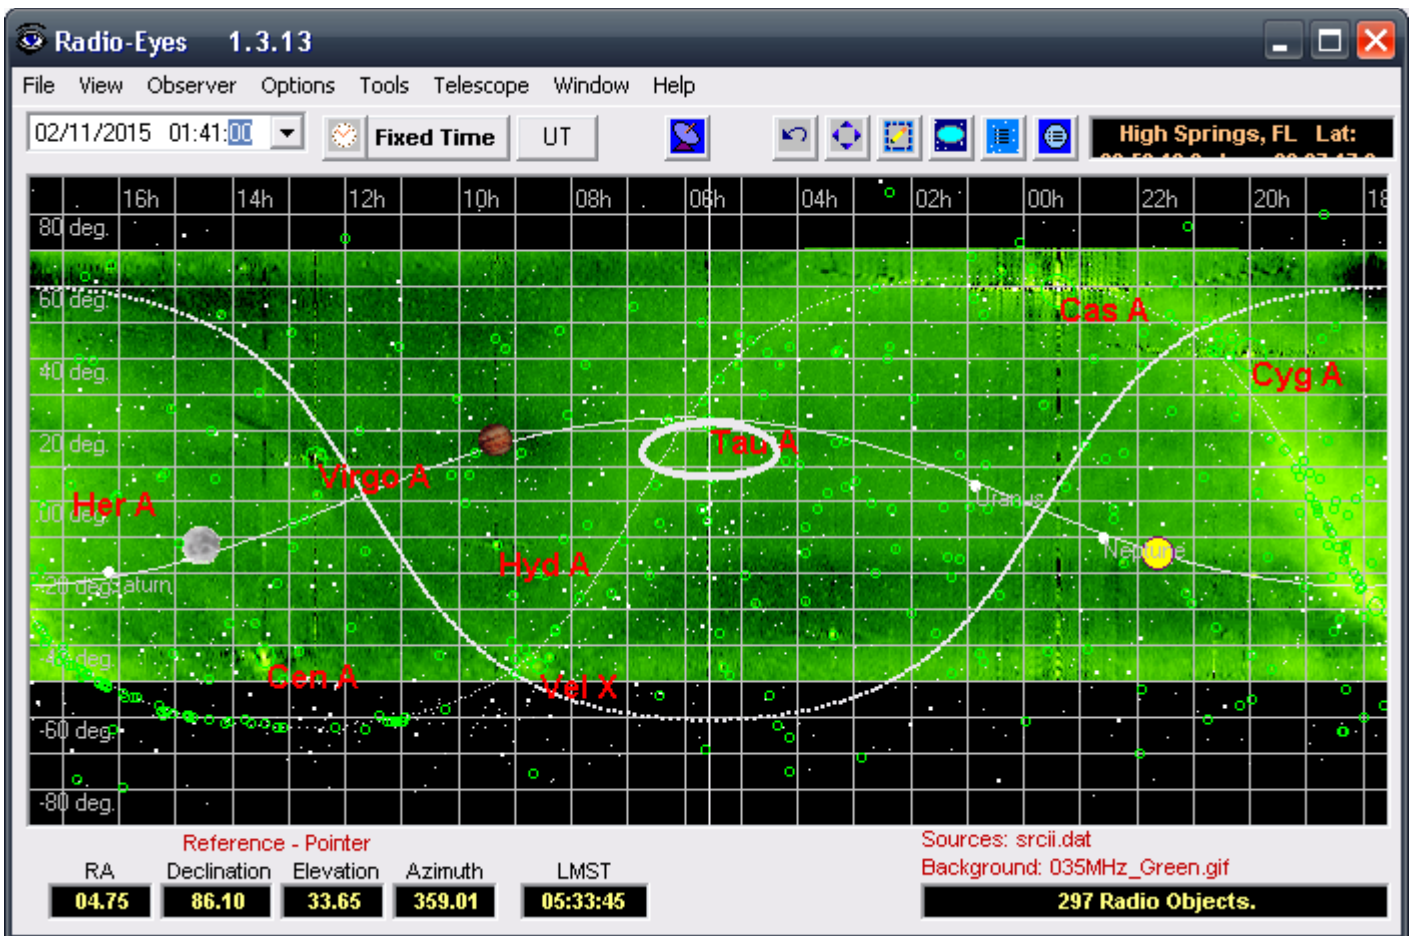 Radio-Eyes 1.3.13
File View Observer Options Tools Telescope Window Help
02/11/2015 01:41:00 Fixed Time UT High Springs, FL Lat:
16h 14h 12h 10h 08h 06h 04h 02h 00h 22h 20h 18
80 deg.
60 deg.
Cas A
40 deg.
Cyg A
20 deg.
Tau A
Virgo A
Her A
.00 deg.
Uranus
Neptune
Hyd A
-20 deg.
Saturn
deg.
Cen A
Vel X
-60 deg.
-80 deg.
Reference - Pointer
Sources: srcii.dat
RA Declination Elevation Azimuth LMST
Background: 035MHz_Green.gif
04.75 86.10 33.65 359.01 05:33:45
297 Radio Objects.